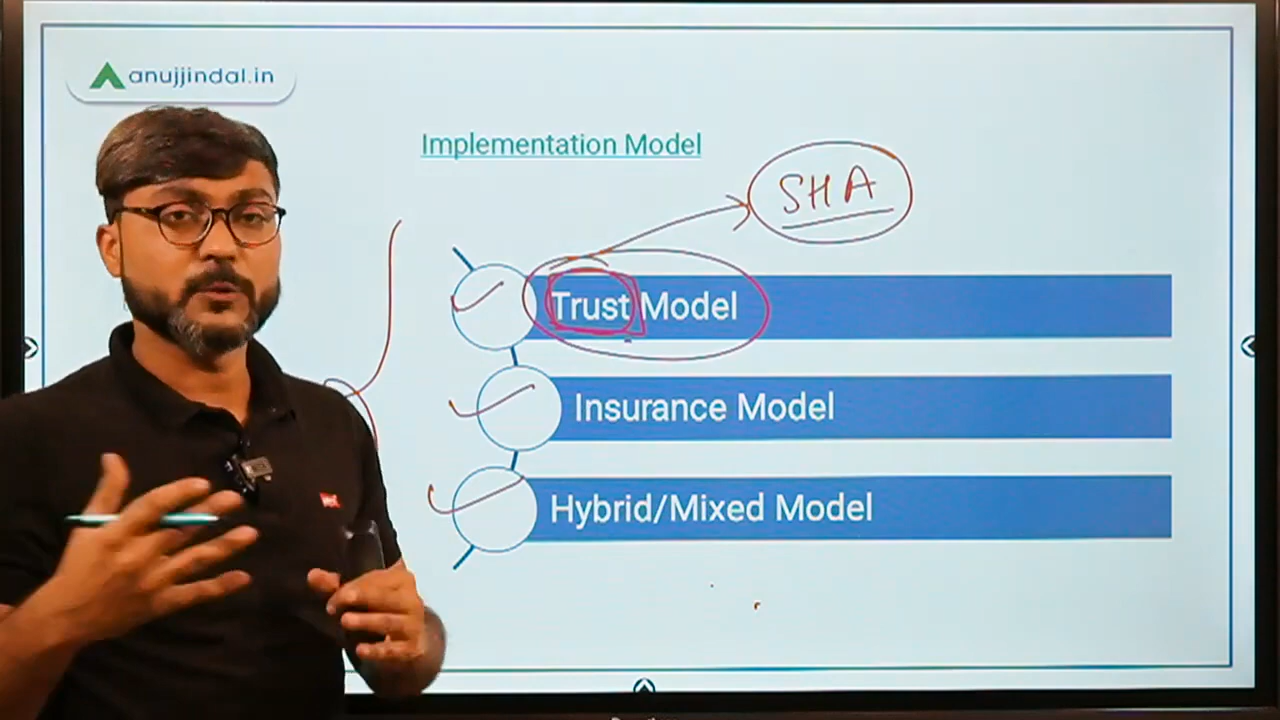 anujjindal.in
Implementation Model
SHA
Trust Model
Insurance Model
Hybrid/Mixed Model